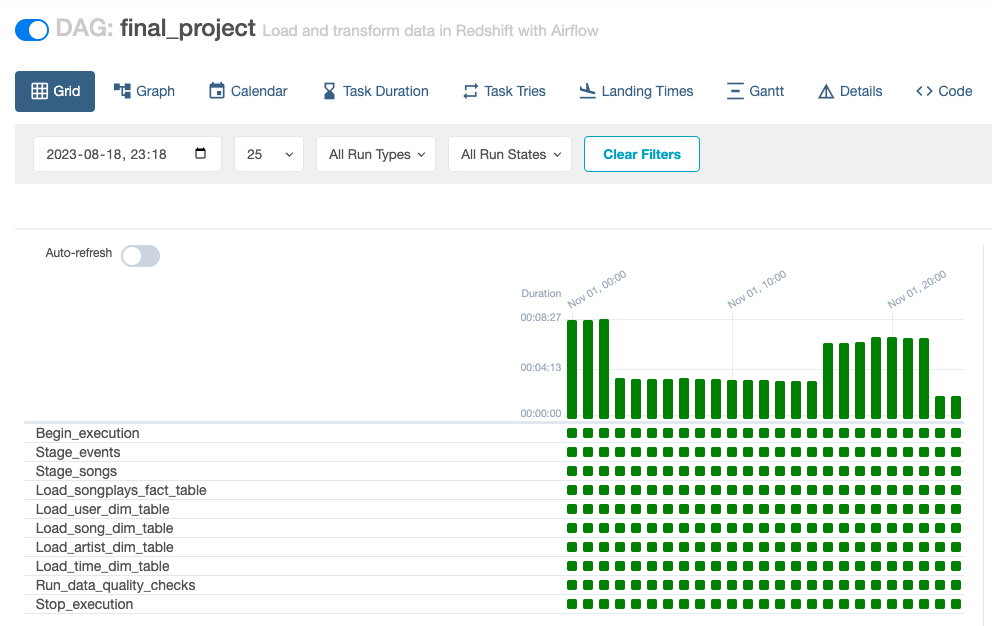 DAG: final_project Load and transform data in Redshift with Airflow
Grid Graph Calendar Task Duration Task Tries Landing Times Gantt Details Code
2023-08-18, 23:18 25 All Run Types All Run States Clear Filters
Auto-refresh
Nov 01, 00:00 Nov 01, 10:00 Nov 01, 20:00
Duration
00:08:27
00:04:13
00:00:00
Begin_execution
Stage_events
Stage_songs
Load_songplays_fact_table
Load_user_dim_table
Load_song_dim_table
Load_artist_dim_table
Load_time_dim_table
Run_data_quality_checks
Stop_execution